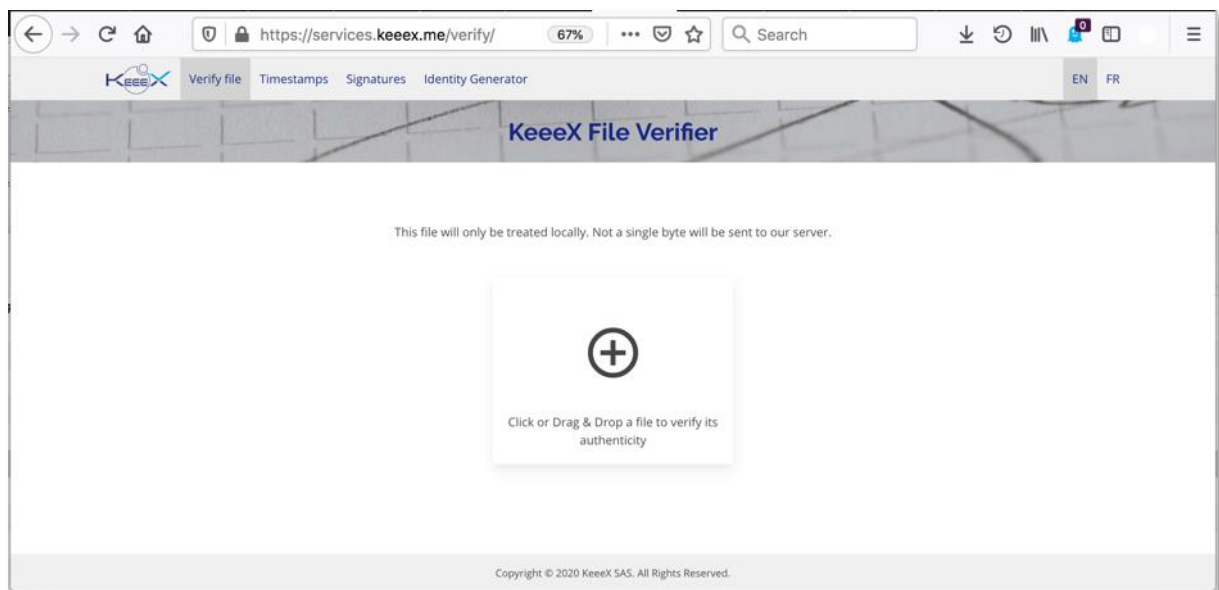 https://services.keeex.me/verify/
67%
Search
0
KeeeX
Verify file
Timestamps
Signatures
Identity Generator
EN
FR
KeeeX File Verifier
This file will only be treated locally. Not a single byte will be sent to our server.
Click or Drag & Drop a file to verify its
authenticity
Copyright © 2020 KeeeX SAS. All Rights Reserved.